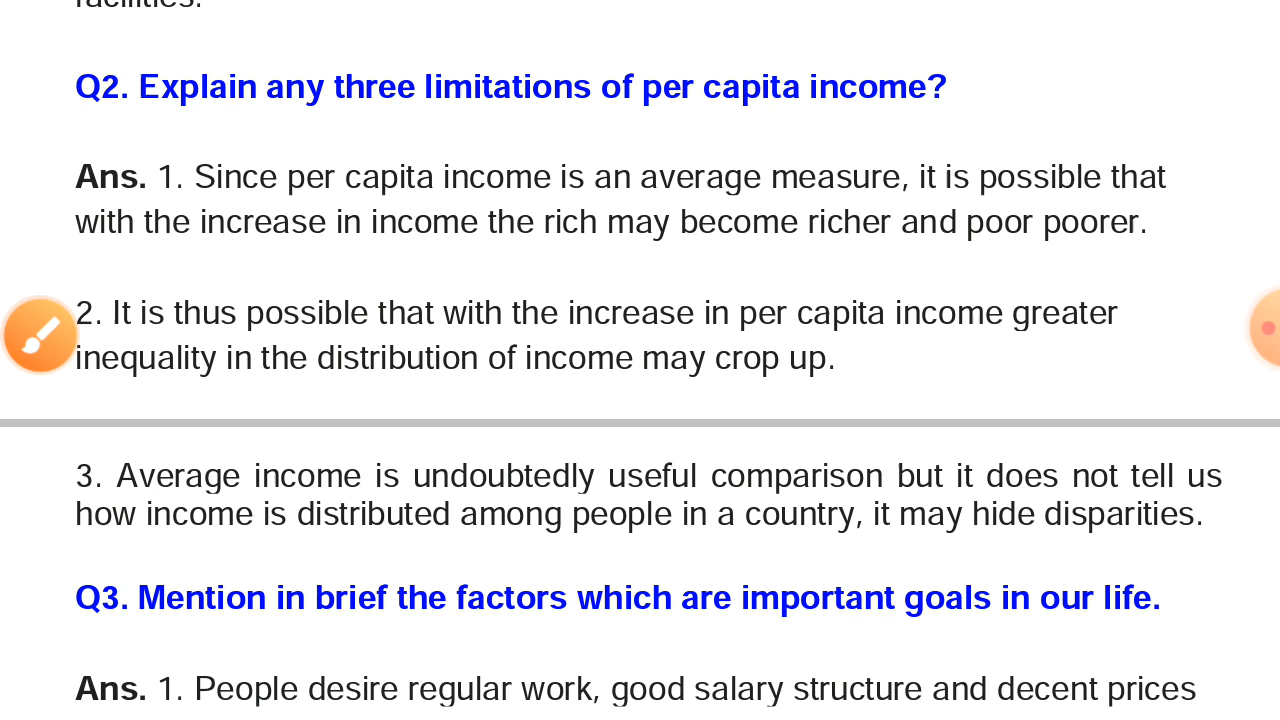 facilities.
Q2. Explain any three limitations of per capita income?
Ans. 1. Since per capita income is an average measure, it is possible that
with the increase in income the rich may become richer and poor poorer.
2. It is thus possible that with the increase in per capita income greater
inequality in the distribution of income may crop up.
3. Average income is undoubtedly useful comparison but it does not tell us
how income is distributed among people in a country, it may hide disparities.
Q3. Mention in brief the factors which are important goals in our life.
Ans. 1. People desire regular work, good salary structure and decent prices